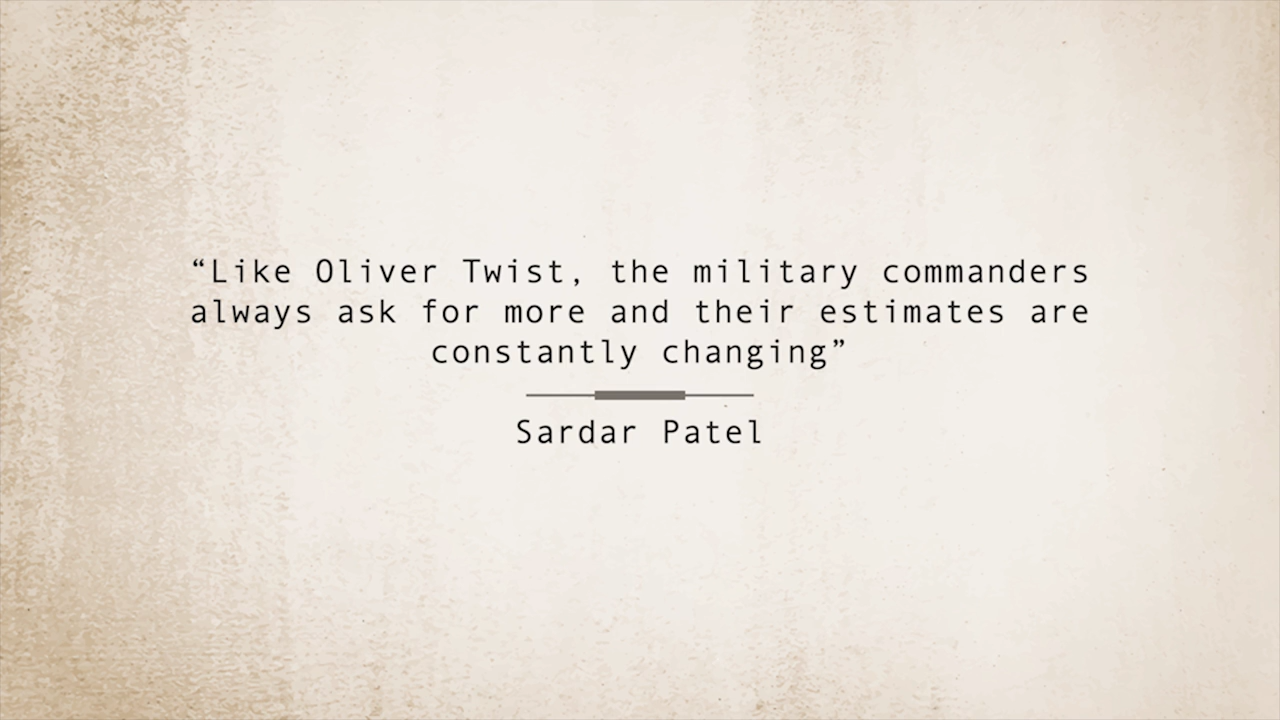 “Like Oliver Twist, the military commanders
always ask for more and their estimates are
constantly changing”
Sardar Patel